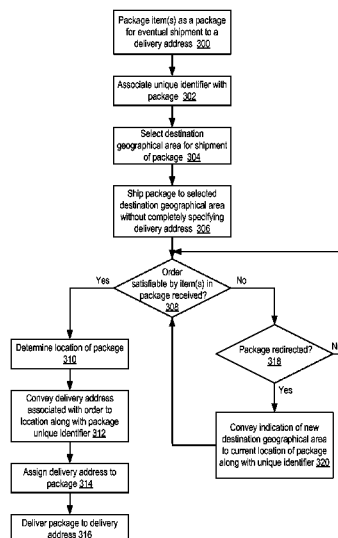 Package item(s) as a package
for eventual shipment to a
delivery address 300
Associate unique identifier with
package 302
Select destination
geographical area for shipment
of package 304
Ship package to selected
destination geographical area
without completely specifying
delivery address 306
Order
satisfiable by item(s) in
package received?
308
Yes
No
Determine location of package
310
Package redirected?
318
Convey delivery address
associated with order to
location along with package
unique identifier 312
Yes
Assign delivery address to
package 314
Convey indication of new
destination geographical area
to current location of package
along with unique identifier 320
Deliver package to delivery
address 316